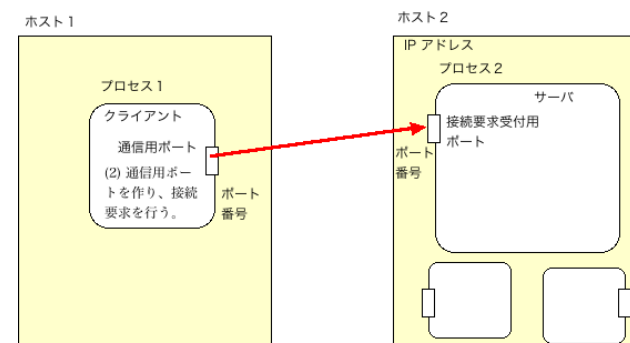 ホスト1
プロセス1
クライアント
通信用ポート
(2) 通信用ポー
トを作り、接続
要求を行う。
ポート
番号
ホスト2
IP アドレス
プロセス2
サーバ
接続要求受付用
ポート
ポート
番号